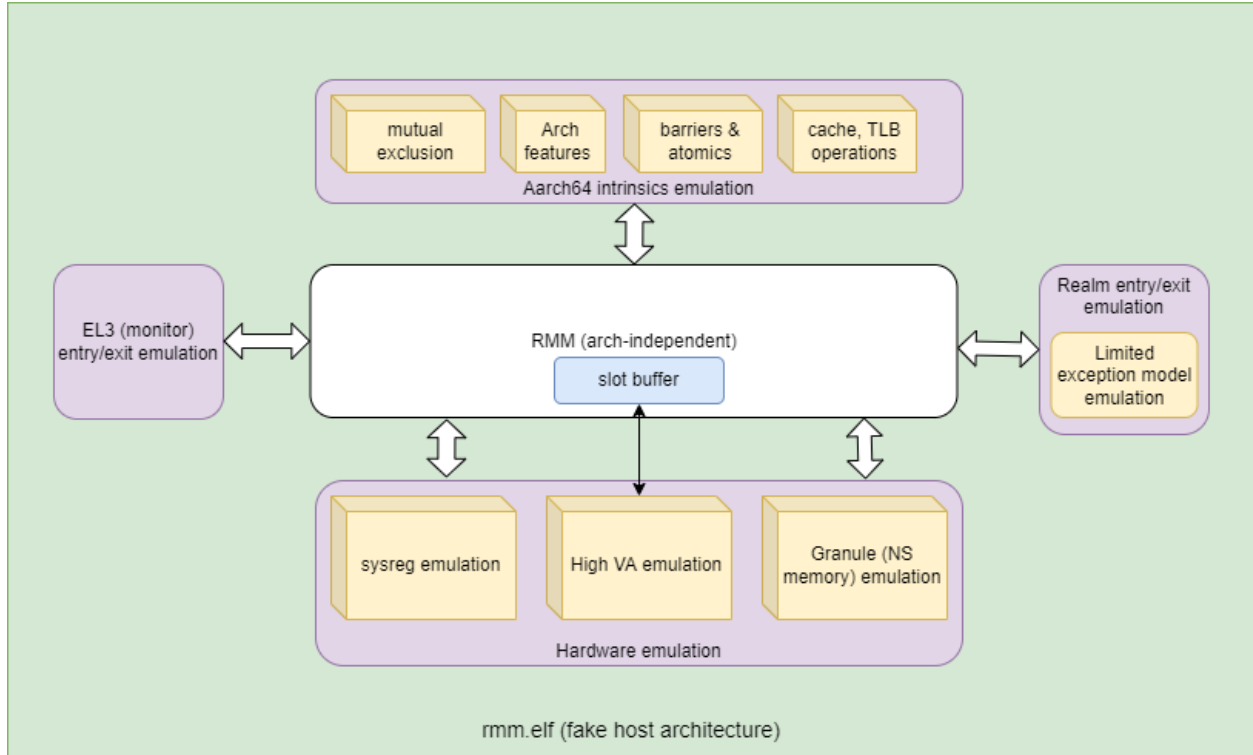 mutual
exclusion
Arch
features
barriers &
atomics
cache, TLB
operations
Aarch64 intrinsics emulation
EL3 (monitor)
entry/exit emulation
RMM (arch-independent)
slot buffer
Realm entry/exit
emulation
Limited
exception model
emulation
sysreg emulation
High VA emulation
Granule (NS
memory) emulation
Hardware emulation
rmm.elf (fake host architecture)